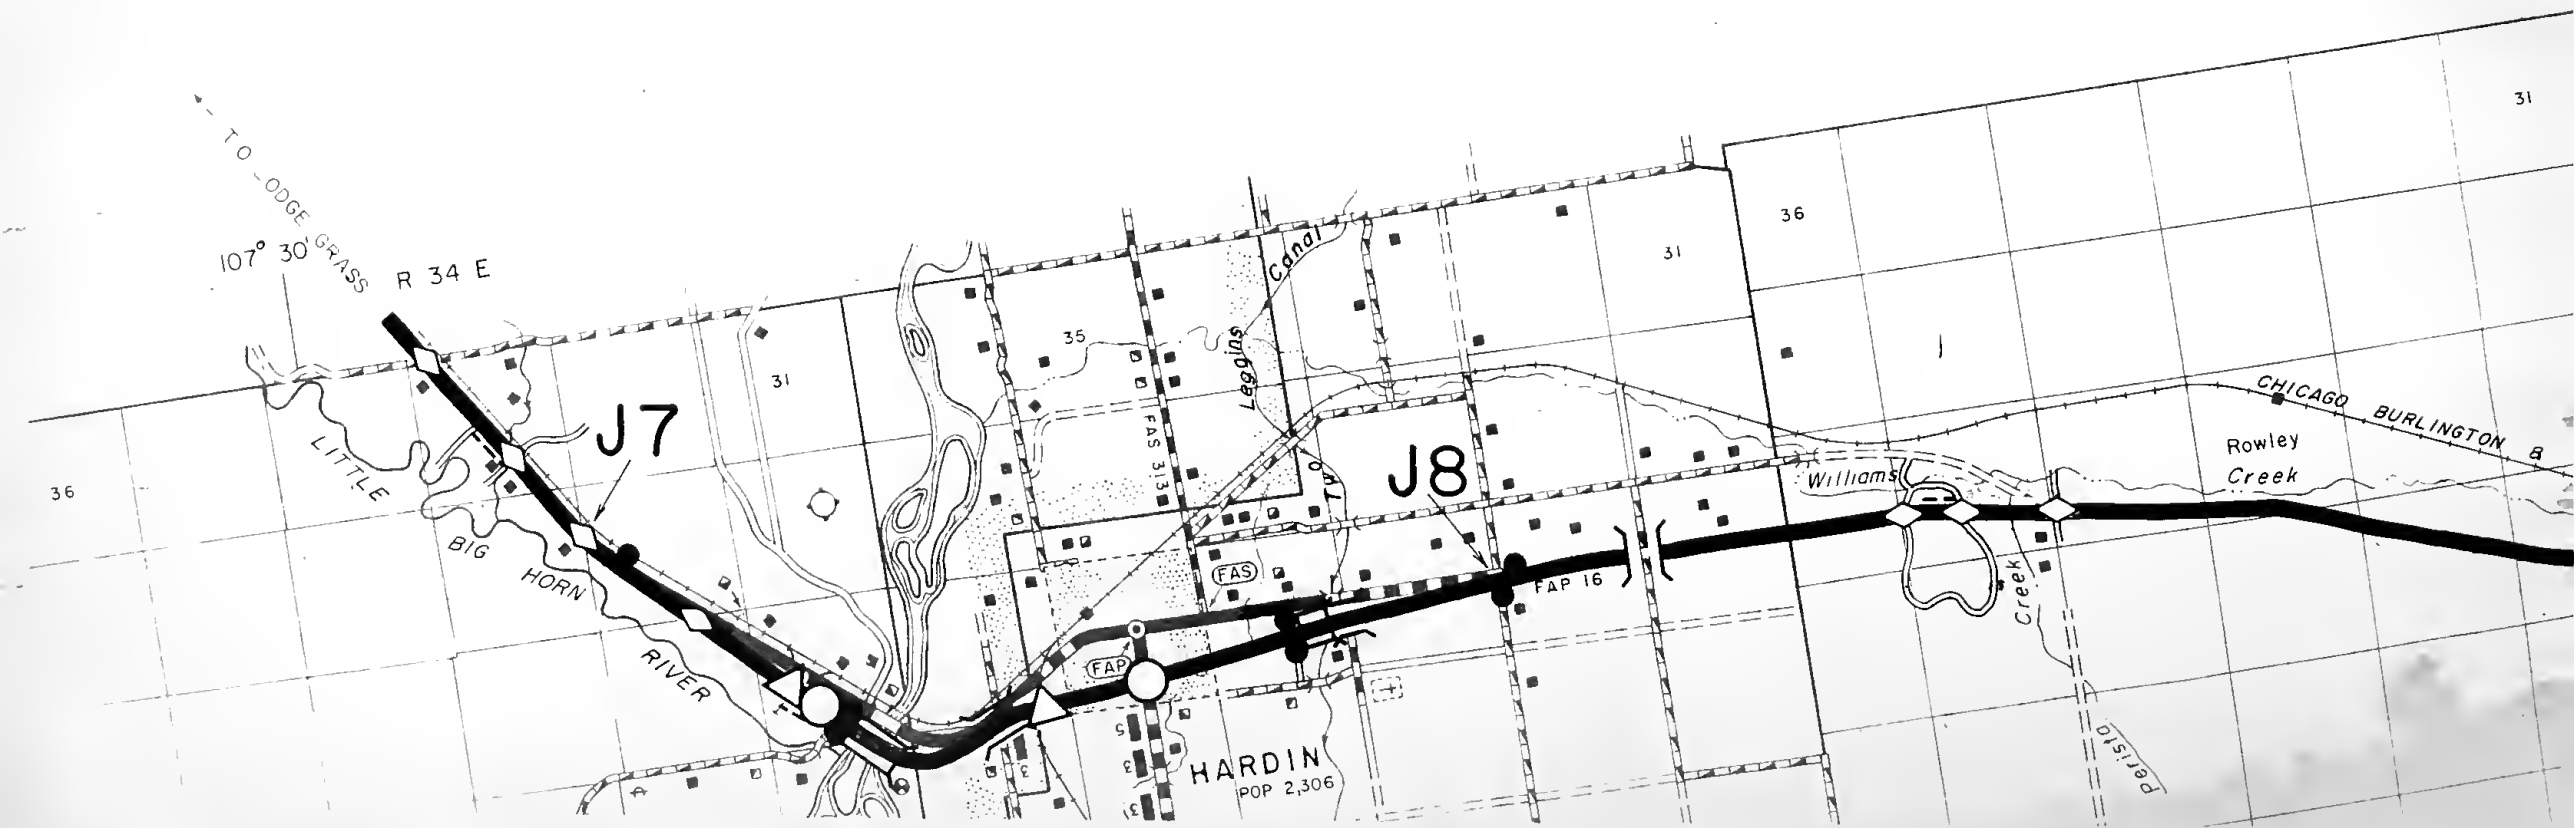 TO LODGE GRASS
107° 30'
R 34 E
36
LITTLE
BIG
HORN
RIVER
J7
31
35
FAS 313
Leggins
Canal
Two
J8
31
36
1
31
CHICAGO BURLINGTON &
Rowley
Creek
Williams
Creek
Peristo
FAS
FAP
FAP 16
HARDIN
POP 2,306